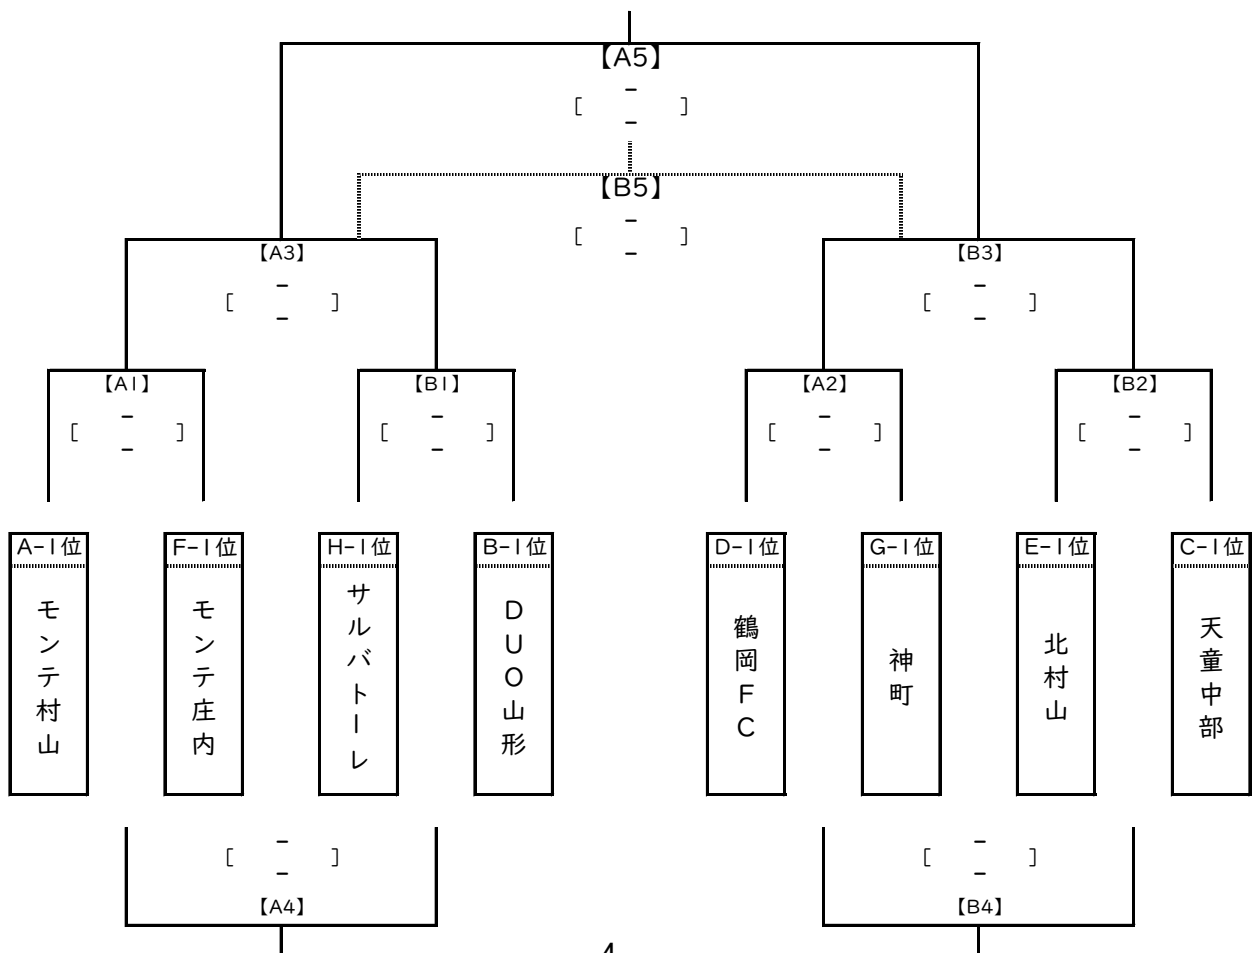 【A5】
-
[ ]
-
【B5】
-
[ ]
-
【A3】
-
[ ]
-
【B3】
-
[ ]
-
【A1】
-
[ ]
-
【B1】
-
[ ]
-
【A2】
-
[ ]
-
【B2】
-
[ ]
-
A-1位
モンテ村山
F-1位
モンテ庄内
H-1位
サルバトーレ
B-1位
DUO山形
D-1位
鶴岡FC
G-1位
神町
E-1位
北村山
C-1位
天童中部
-
[ ]
-
【A4】
-
[ ]
-
【B4】